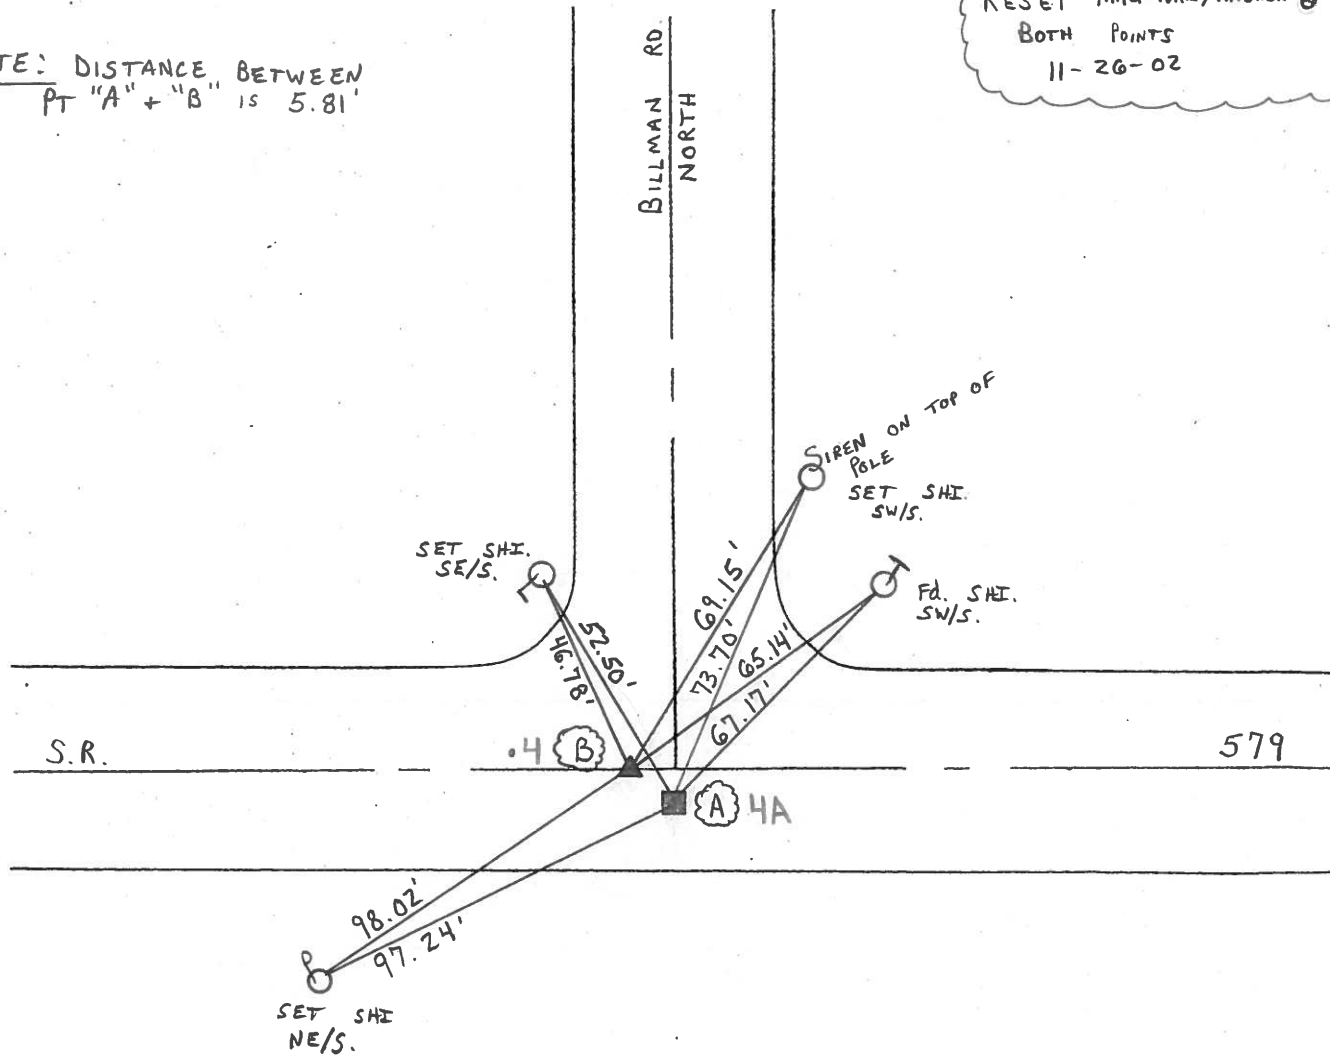 TE: DISTANCE BETWEEN
PT "A" + "B" IS 5.81'
BOTH POINTS
11-26-02
BILLMAN RD.
NORTH
SIREN ON TOP OF
POLE
SET SHI.
SW/S.
SET SHI.
SE/S.
Fd. SHI.
SW/S.
69.15'
73.70'
65.14'
67.17'
52.50'
46.78'
S.R.
.4
B
579
A
4A
98.02'
97.24'
SET SHI
NE/S.